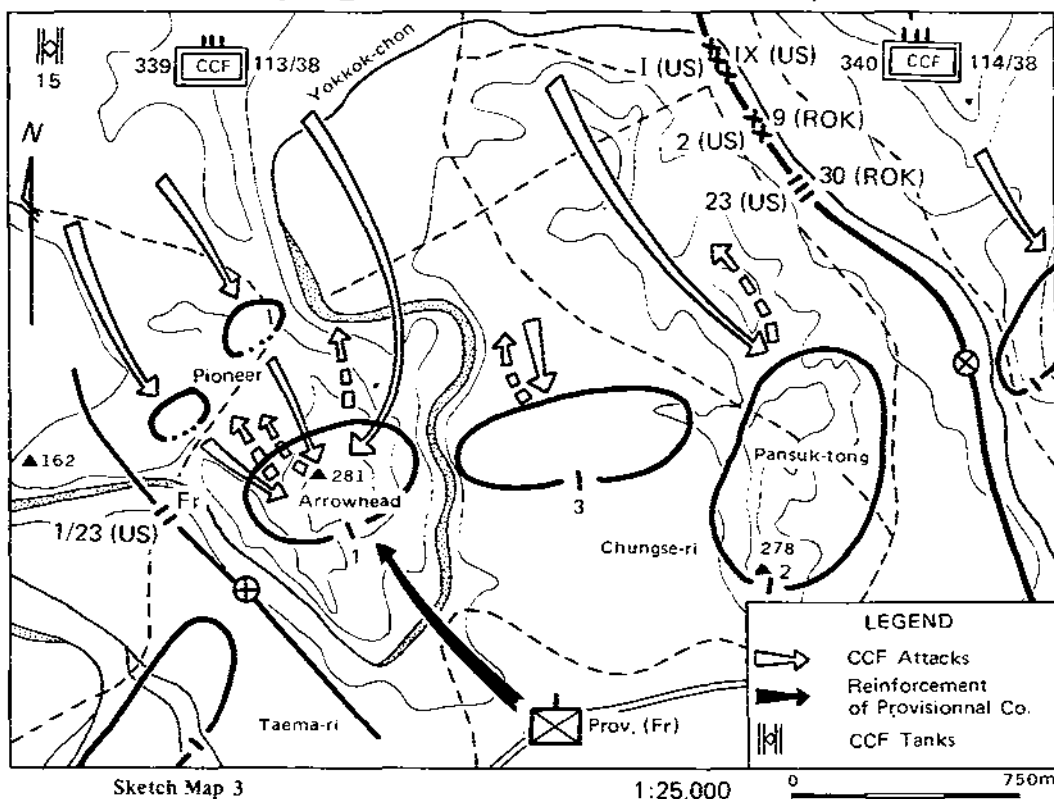 15
339 CCF 113/38
Yokkok-chon
I (US) IX (US)
340 CCF 114/38
2 (US) 9 (ROK)
23 (US) 30 (ROK)
N
Pioneer
162
281
Arrowhead
Fr
1/23 (US)
1
3
Pansuk-tong
Chungse-ri
278
2
Taema-ri
Prov. (Fr)
LEGEND
CCF Attacks
Reinforcement
of Provisionnal Co.
CCF Tanks
Sketch Map 3
1:25,000
0 750m